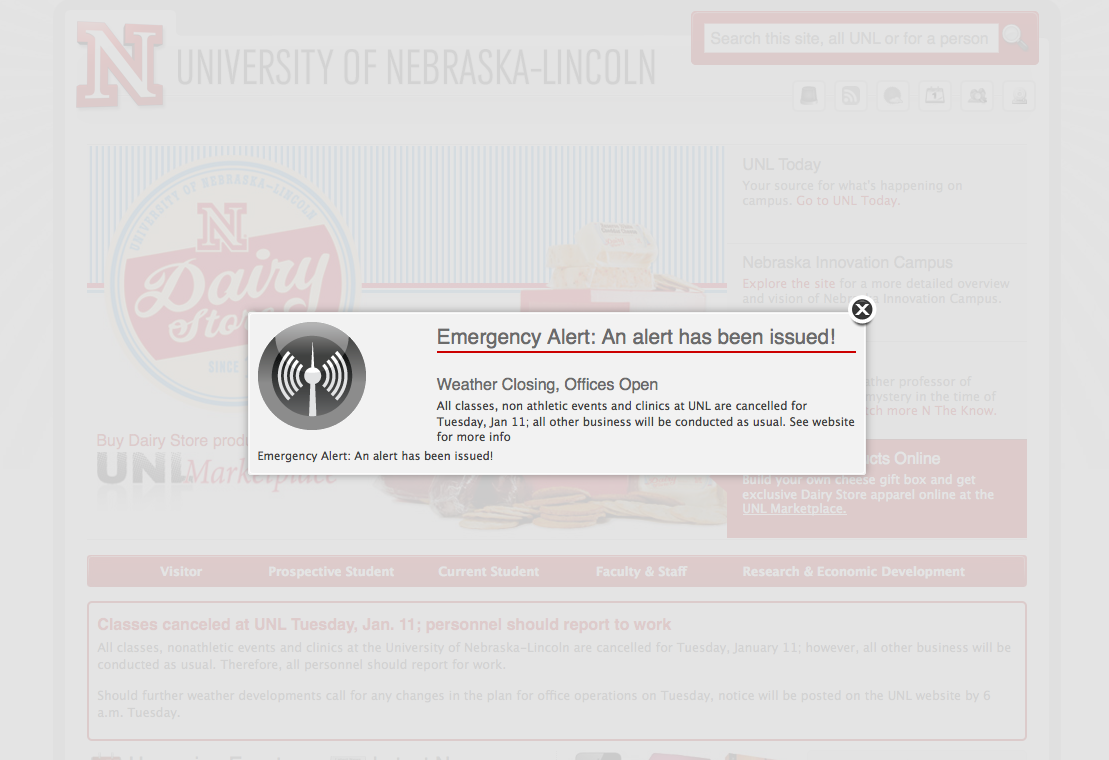 N
UNIVERSITY OF NEBRASKA–LINCOLN
Search this site, all UNL or for a person
1
UNIVERSITY OF NEBRASKA–LINCOLN
N
Dairy
Store
SINCE
UNL Today
Your source for what's happening on
campus. Go to UNL Today.
Nebraska Innovation Campus
Explore the site for a more detailed overview
and vision of Nebraska Innovation Campus.
Emergency Alert: An alert has been issued!
Weather Closing, Offices Open
All classes, non athletic events and clinics at UNL are cancelled for
Tuesday, Jan 11; all other business will be conducted as usual. See website
for more info
Emergency Alert: An alert has been issued!
professor of
mystery in the time of
more N The Know.
Buy Dairy Store
UNL Marketplace
Online
Build your own cheese gift box and get
exclusive Dairy Store apparel online at the
UNL Marketplace.
Visitor
Prospective Student
Current Student
Faculty & Staff
Research & Economic Development
Classes canceled at UNL Tuesday, Jan. 11; personnel should report to work
All classes, nonathletic events and clinics at the University of Nebraska–Lincoln are cancelled for Tuesday, January 11; however, all other business will be
conducted as usual. Therefore, all personnel should report for work.
Should further weather developments call for any changes in the plan for office operations on Tuesday, notice will be posted on the UNL website by 6
a.m. Tuesday.